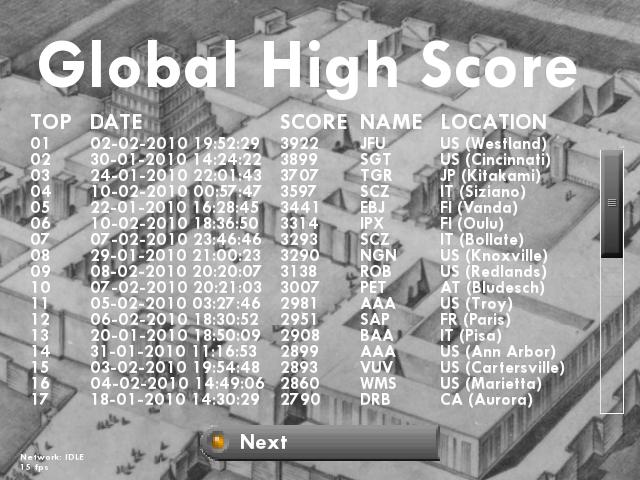 Global High Score
TOP DATE SCORE NAME LOCATION
01 02-02-2010 19:52:29 3922 JFU US (Westland)
02 30-01-2010 14:24:22 3899 SGT US (Cincinnati)
03 24-01-2010 22:01:43 3707 TGR JP (Kitakami)
04 10-02-2010 00:57:47 3597 SCZ IT (Siziano)
05 22-01-2010 16:28:45 3441 EBJ FI (Vanda)
06 10-02-2010 18:36:50 3314 IPX FI (Oulu)
07 07-02-2010 23:46:46 3293 SCZ IT (Bollate)
08 29-01-2010 21:00:23 3290 NGN US (Knoxville)
09 08-02-2010 20:20:07 3138 ROB US (Redlands)
10 07-02-2010 20:21:03 3007 PET AT (Bludesch)
11 05-02-2010 03:27:46 2981 AAA US (Troy)
12 06-02-2010 18:30:52 2951 SAP FR (Paris)
13 20-01-2010 18:50:09 2908 BAA IT (Pisa)
14 31-01-2010 11:16:53 2899 AAA US (Ann Arbor)
15 03-02-2010 19:54:48 2893 VUV US (Cartersville)
16 04-02-2010 14:49:06 2860 WMS US (Marietta)
17 18-01-2010 14:30:29 2790 DRB CA (Aurora)
Next
Network: IDLE
15 fps